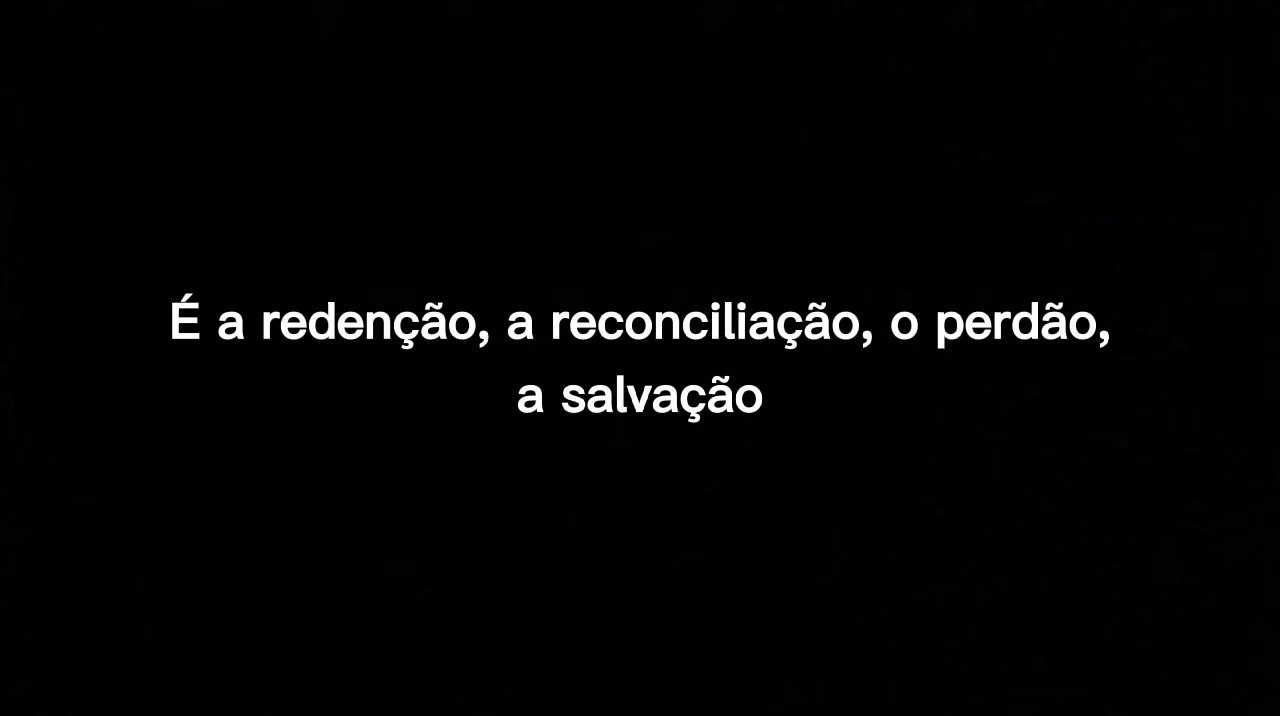 É a redenção, a reconciliação, o perdão,
a salvação